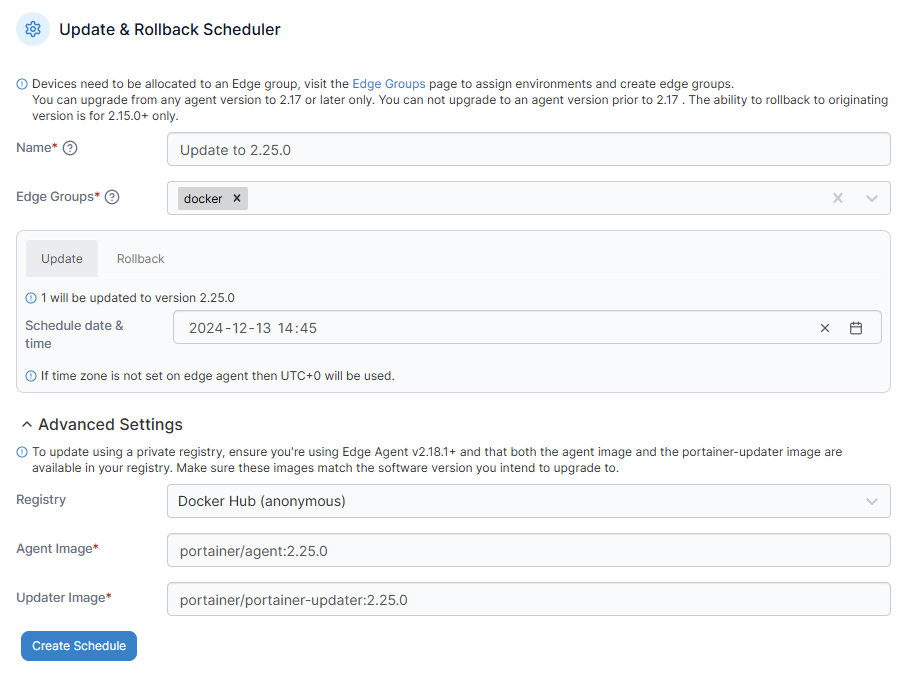 Update & Rollback Scheduler
Devices need to be allocated to an Edge group, visit the Edge Groups page to assign environments and create edge groups.
You can upgrade from any agent version to 2.17 or later only. You can not upgrade to an agent version prior to 2.17 . The ability to rollback to originating
version is for 2.15.0+ only.
Name*
Update to 2.25.0
Edge Groups*
docker
Update
Rollback
1 will be updated to version 2.25.0
Schedule date &
time
2024-12-13 14:45
If time zone is not set on edge agent then UTC+0 will be used.
Advanced Settings
To update using a private registry, ensure you're using Edge Agent v2.18.1+ and that both the agent image and the portainer-updater image are
available in your registry. Make sure these images match the software version you intend to upgrade to.
Registry
Docker Hub (anonymous)
Agent Image*
portainer/agent:2.25.0
Updater Image*
portainer/portainer-updater:2.25.0
Create Schedule